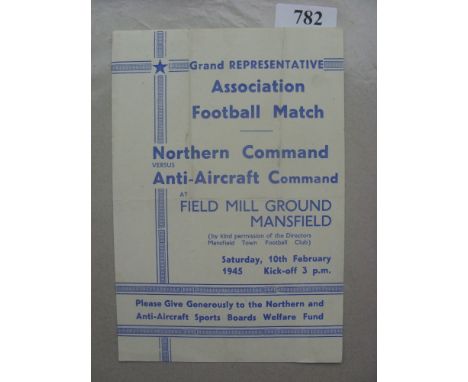 782
Grand REPRESENTATIVE
Association
Football Match
Northern Command
VERSUS
Anti-Aircraft Command
AT
FIELD MILL GROUND
MANSFIELD
(by kind permission of the Directors
Mansfield Town Football Club)
Saturday, 10th February
1945 Kick-off 3 p.m.
Please Give Generously to the Northern and
Anti-Aircraft Sports Boards Welfare Fund